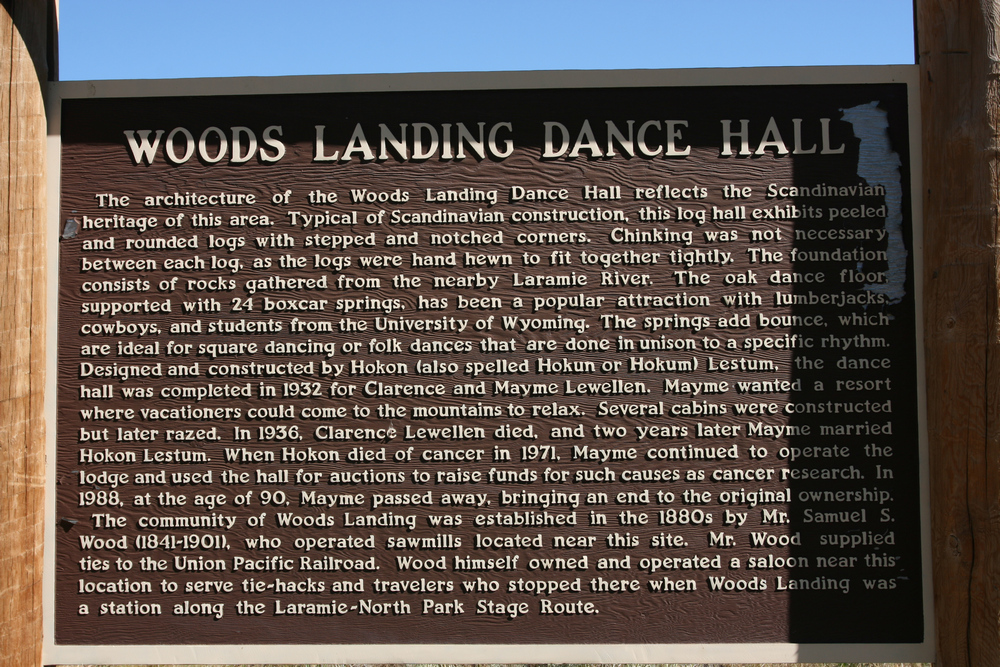 WOODS LANDING DANCE HALL
The architecture of the Woods Landing Dance Hall reflects the Scandinavian
heritage of this area. Typical of Scandinavian construction, this log hall exhibits peeled
and rounded logs with stepped and notched corners. Chinking was not necessary
between each log, as the logs were hand hewn to fit together tightly. The foundation
consists of rocks gathered from the nearby Laramie River. The oak dance floor,
supported with 24 boxcar springs, has been a popular attraction with lumberjacks,
cowboys, and students from the University of Wyoming. The springs add bounce, which
are ideal for square dancing or folk dances that are done in unison to a specific rhythm.
Designed and constructed by Hokon (also spelled Hokun or Hokum) Lestum, the dance
hall was completed in 1932 for Clarence and Mayme Lewellen. Mayme wanted a resort
where vacationers could come to the mountains to relax. Several cabins were constructed
but later razed. In 1936, Clarence Lewellen died, and two years later Mayme married
Hokon Lestum. When Hokon died of cancer in 1971, Mayme continued to operate the
lodge and used the hall for auctions to raise funds for such causes as cancer research. In
1988, at the age of 90, Mayme passed away, bringing an end to the original ownership.
The community of Woods Landing was established in the 1880s by Mr. Samuel S.
Wood (1841-1901), who operated sawmills located near this site. Mr. Wood supplied
ties to the Union Pacific Railroad. Wood himself owned and operated a saloon near this
location to serve tie-hacks and travelers who stopped there when Woods Landing was
a station along the Laramie-North Park Stage Route.